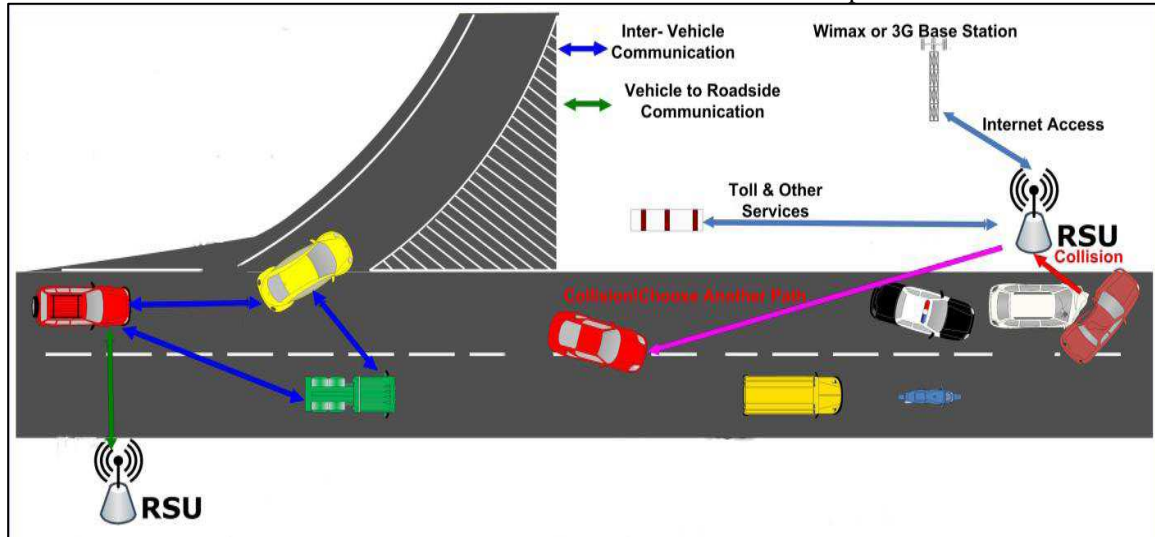 Inter- Vehicle
Communication
Vehicle to Roadside
Communication
Wimax or 3G Base Station
Internet Access
Toll & Other
Services
RSU
Collision
Collision!Choose Another Path
RSU